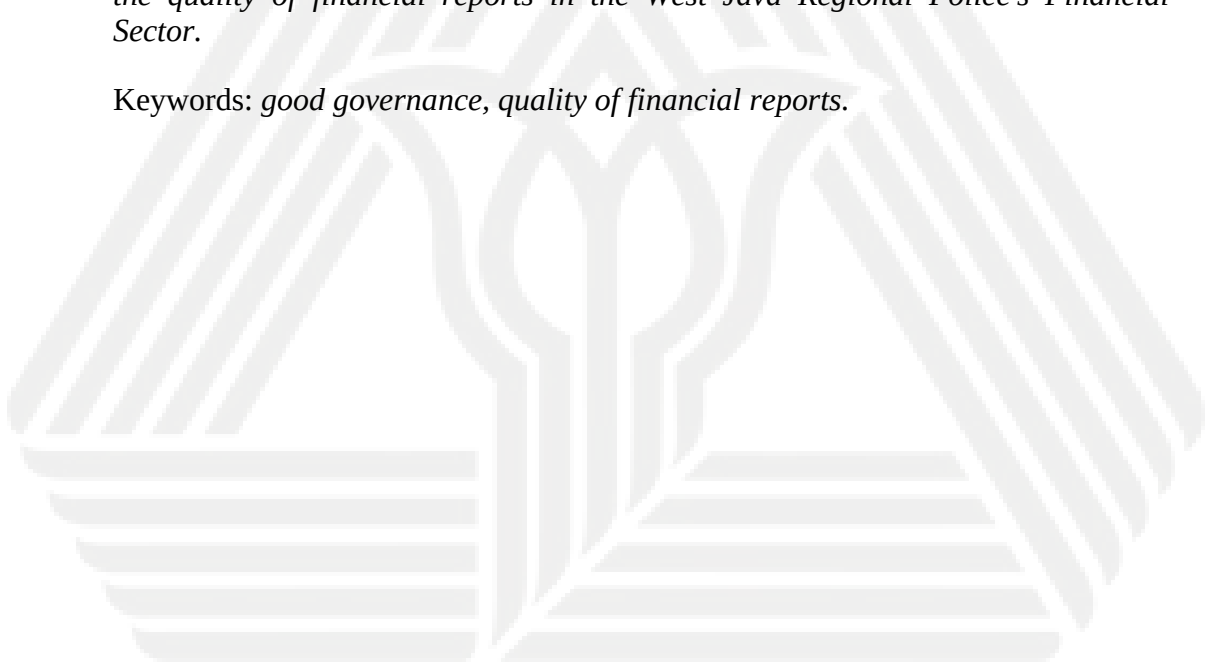 the quality of financial reports in the West Java Regional Police's Financial
Sector.
Keywords: good governance, quality of financial reports.